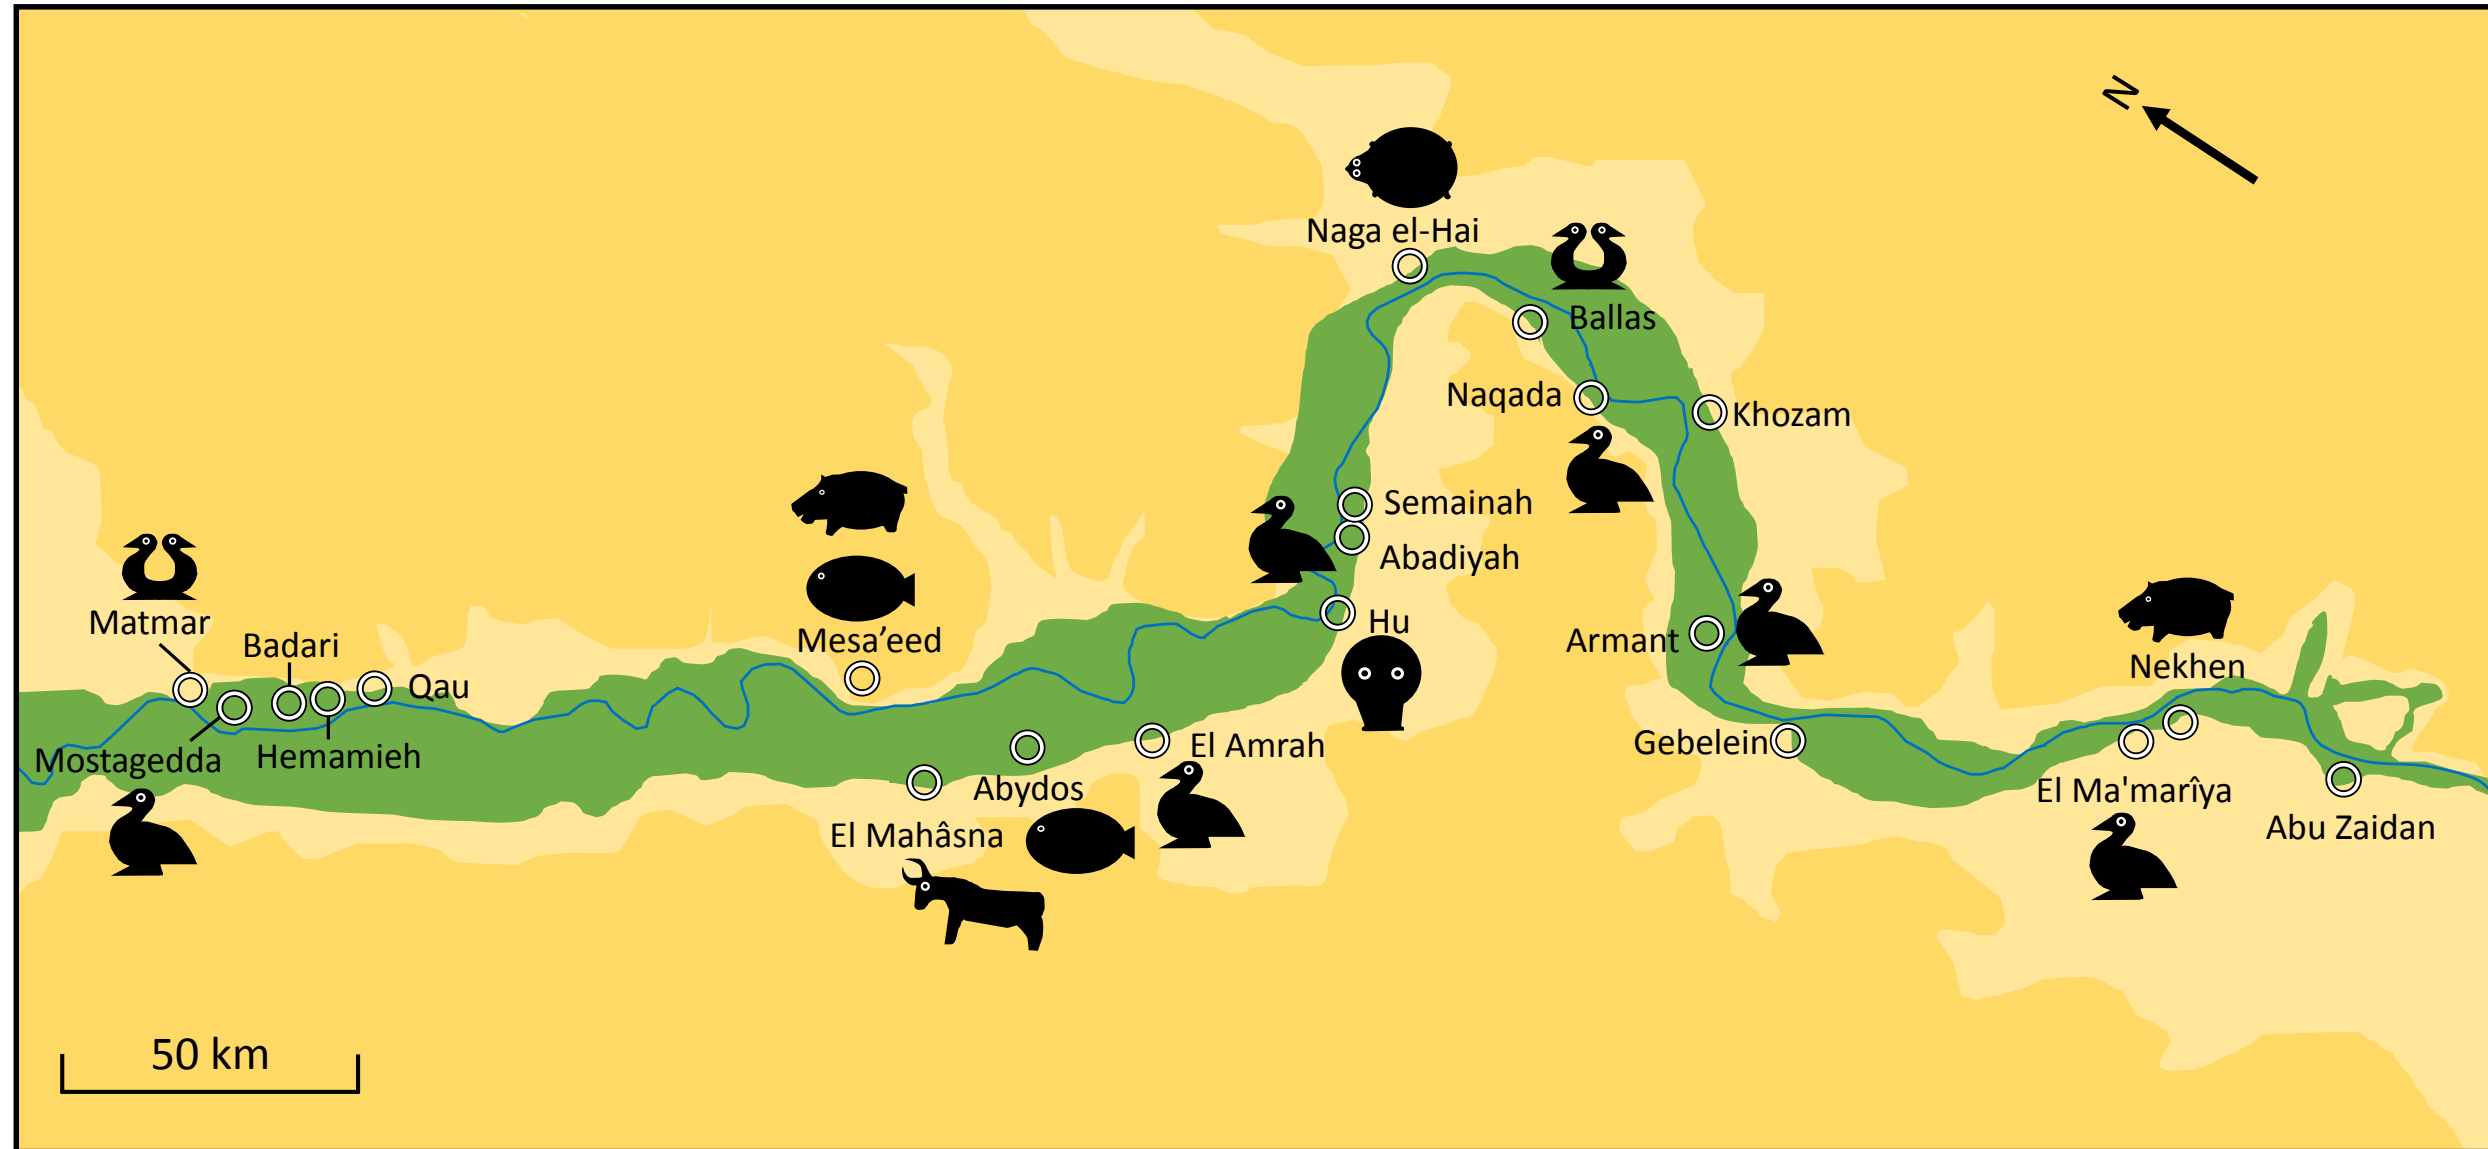 N
Naga el-Hai
Ballas
Naqada
Khozam
Semainah
Abadiyah
Hu
Matmar
Badari
Qau
Mesa’eed
Armant
Nekhen
Mostagedda
Hemamieh
El Amrah
Gebelein
Abydos
El Mahâsna
El Ma'marîya
Abu Zaidan
50 km